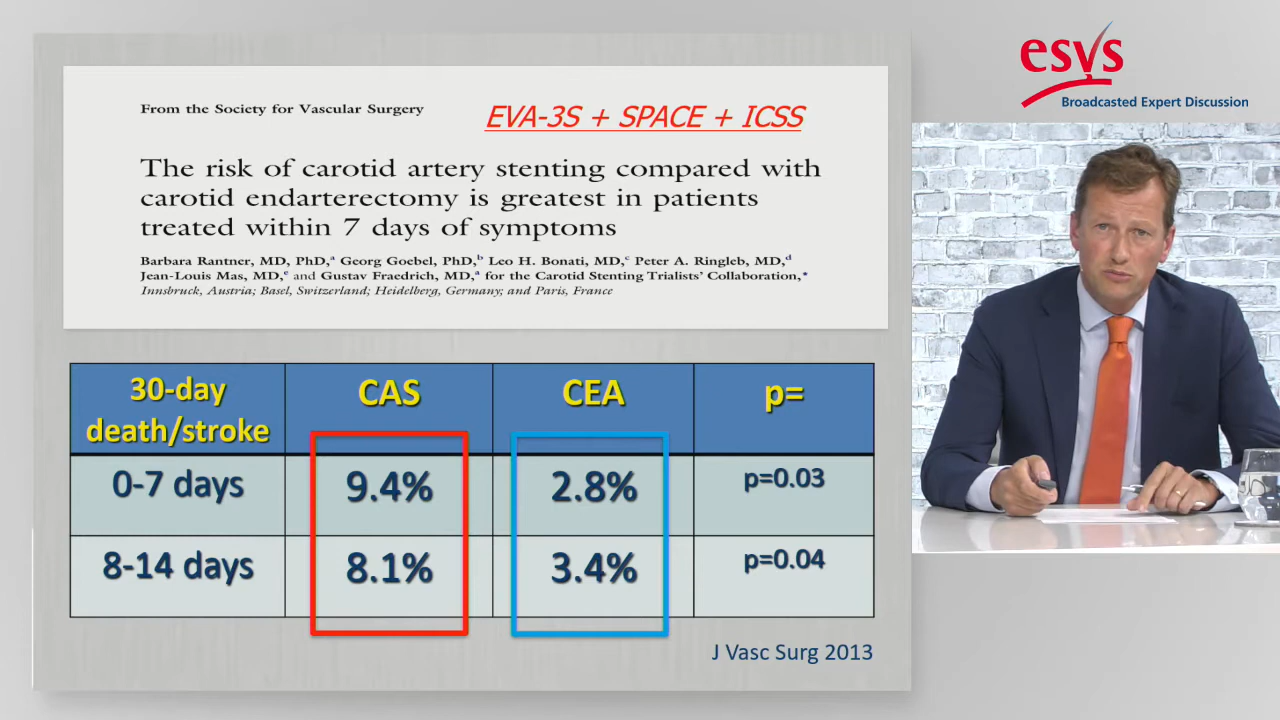 esvs
Broadcasted Expert Discussion
From the Society for Vascular Surgery
EVA-3S + SPACE + ICSS
The risk of carotid artery stenting compared with
carotid endarterectomy is greatest in patients
treated within 7 days of symptoms
Barbara Rantner, MD, PhD,a Georg Goebel, PhD,b Leo H. Bonati, MD,c Peter A. Ringleb, MD,d
Jean-Louis Mas, MD,e and Gustav Fraedrich, MD,a for the Carotid Stenting Trialists' Collaboration,*
Innsbruck, Austria; Basel, Switzerland; Heidelberg, Germany; and Paris, France
30-day
death/stroke
CAS
CEA
p=
0-7 days
9.4%
2.8%
p=0.03
8-14 days
8.1%
3.4%
p=0.04
J Vasc Surg 2013